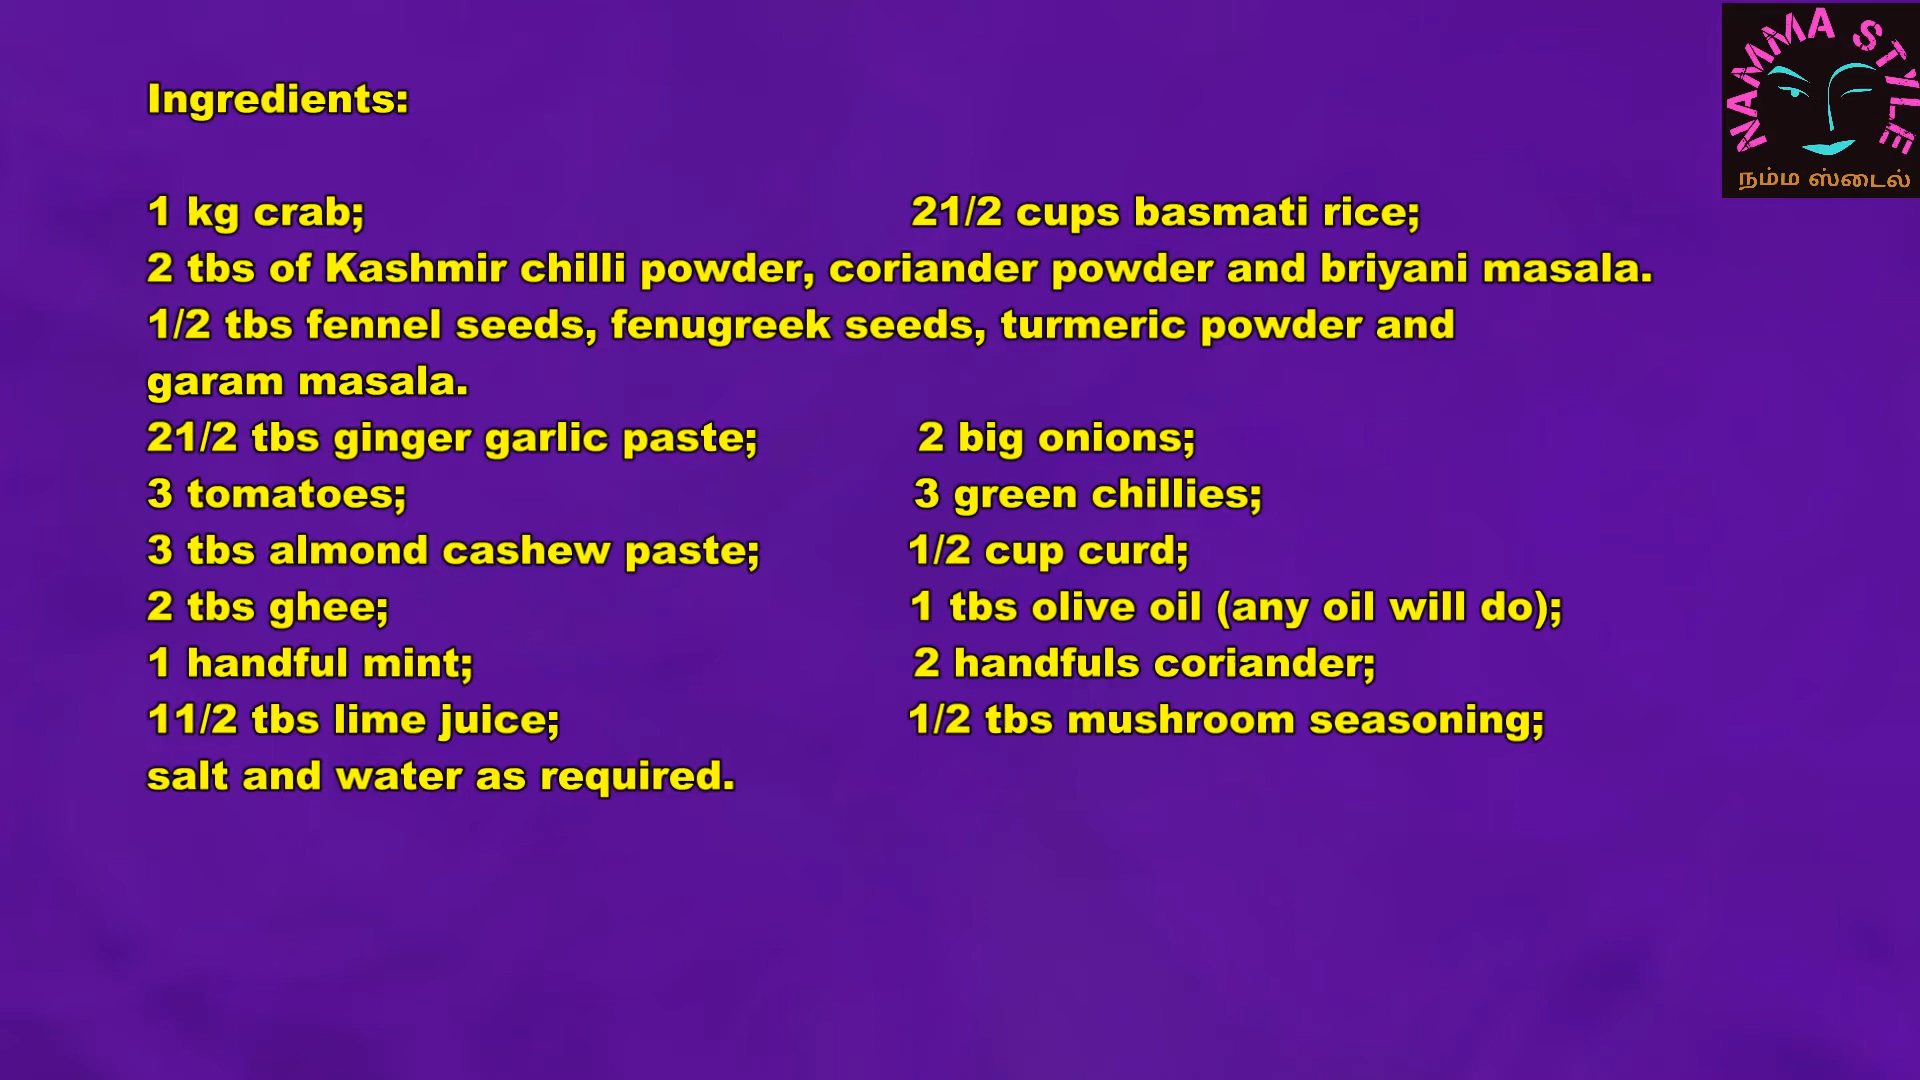 NAMMA STYLE
நம்ம ஸ்டைல்
Ingredients:
1 kg crab; 21/2 cups basmati rice;
2 tbs of Kashmir chilli powder, coriander powder and briyani masala.
1/2 tbs fennel seeds, fenugreek seeds, turmeric powder and
garam masala.
21/2 tbs ginger garlic paste; 2 big onions;
3 tomatoes; 3 green chillies;
3 tbs almond cashew paste; 1/2 cup curd;
2 tbs ghee; 1 tbs olive oil (any oil will do);
1 handful mint; 2 handfuls coriander;
11/2 tbs lime juice; 1/2 tbs mushroom seasoning;
salt and water as required.